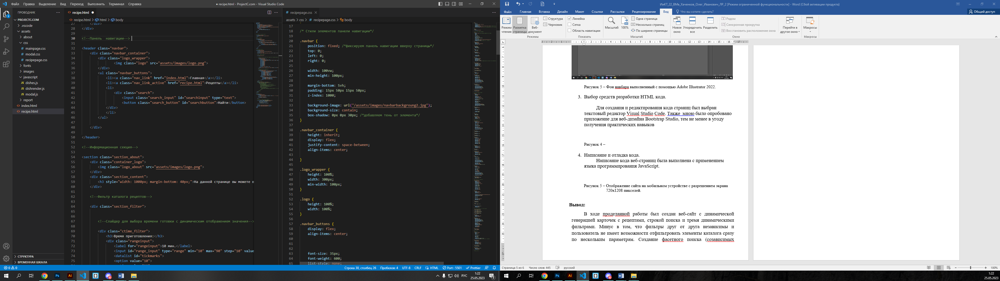 Файл Правка Выделение Вид Переход Выполнить Терминал Справка
● recipe.html - ProjectC.com - Visual Studio Code
ПРОВОДНИК
PROJECTC.COM
.vscode
assets
about
css
# mainpage.css
# modal.css
# recipepage.css
fonts
images
javascript
JS dishes.js
JS dishrender.js
JS modal.js
report
<> index.html
<> recipe.html
СТРУКТУРА
ВРЕМЕННАЯ ШКАЛА
<> recipe.html ●
<> recipe.html > html > body
27 </div>
28 </div>
29
30 <!--Панель  навигации-->
31
32 <header class="navbar">
33 <div class="navbar_container">
34 <div class="logo_wrapper">
35 <img class="logo" src="assets/images/logo.png">
36 </div>
37 <ul class="navbar_buttons">
38 <li><a class="nav_link" href="index.html">Главная</a></li>
39 <li><a class="nav_link_active" href="recipe.html">Рецепты</a></li>
40 <li>
41 <div class="search">
42 <input class="search_input" id="searchinput" type="text">
43 <button class="search_button" id="searchbutton">Найти</button>
44 </div>
45 </li>
46 </ul>
47
48 </div>
49
50 </header>
51
52 <!--Информационная секция-->
53
54 <section class="section_about">
55 <div class="container_logo">
56 <img class="logo_about" src="assets/images/logo.png">
57 </div>
58 <div class="section_content">
59 <h3 style="width: 1000px; margin-bottom: 40px;">На данной странице вы можете в
60 </div>
61
62 <!--Фильтр каталога рецептов-->
63
64 <div class="section_filter">
65
66
67 <!--Слайдер для выбора времени готовки с динамическим отображением значения-->
68
69 <div class="ctime_filter">
70 <h3>Время приготовления:</h3>
71 <div class="rangeinput">
72 <label for="rangeinput">10 мин.</label>
73 <input id="range_input" type="range" min="10" max="90" step="10" value
74 <datalist id="tickmarks">
75 <option value="10">
# recipepage.css ×
assets > css > # recipepage.css > body
17
18 /* Стили элементов панели навигации*/
19
20 .navbar {
21 position: fixed; /*фиксируем панель навигации вверху страницы*/
22 top: 0;
23 left: 0;
24 right: 0;
25
26 width: 100vw;
27 min-height: 100px;
28
29 margin-bottom: 5vh;
30 padding: 15px 50px 15px 50px;
31 z-index: 1000;
32
33 background-image: url("/assets/images/navbarbackgroung2.jpg");
34 background-size: contain;
35 box-shadow: 0px 0px 30px; /*добавляем тень от элемента*/
36 }
37
38 .navbar_container {
39 height: inherit;
40 display: flex;
41 justify-content: space-between;
42 align-items: center;
43
44 }
45
46 .logo_wrapper {
47 height: 100%;
48 width: 300px;
49 min-width: 100px;
50 }
51
52 .logo {
53 height: 100%;
54 width: 100%;
55 }
56
57 .navbar_buttons {
58 display: flex;
59 align-items: center;
60
61
62
63 font-size: 35px;
64 font-weight: 600;
65 list-style: none;
0 0
Строка 30, столбец 26 Пробелов: 4 UTF-8 CRLF HTML Port : 5501 Prettier
РУС 1:22 25.05.2023 5
ИиКТ_22_ВМв_Хаченков_Олег_Иванович_ЛР_2 [Режим ограниченной функциональности] - Word (Сбой активации продукта)
Файл Главная Вставка Дизайн Макет Ссылки Рассылки Рецензирование Вид Что вы хотите сделать? Общий доступ
Режим чтения
Разметка страницы
Веб-документ
Структура
Черновик
Режимы
Линейка
Сетка
Область навигации
Показать
Масштаб
100%
Одна страница
Несколько страниц
По ширине страницы
Масштаб
Новое окно
Упорядочить все
Разделить
Рядом
Синхронная прокрутка
Восстановить расположение окна
Окно
Перейти в другое окно
Макросы
Макросы
Рисунок 5 – Фон навбара выполненный с помощью Adobe Illustrator 2022.
3. Выбор средств разработки HTML кода.
Для создания и редактирования кода страниц был выбран
текстовый редактор Visual Studio Code. Также  мною было опробовано
приложение для веб-дизайна Bootstrap Studio, тем не менее в угоду
получения практических навыков
Рисунок 4 –
4. Написание и отладка кода.
Написание кода веб-страниц была выполнена с применением
языка программирования JavaScript.
Рисунок 5 – Отображение сайта на мобильном устройстве с разрешением экрана
720x1208 пикселей.
Вывод:
В ходе проделанной работы был создан веб-сайт с динамической
генерацией карточек с рецептами, строкой поиска и тремя динамическими
фильтрами. Минус в том, что фильтры друг от друга независимы и
пользователь не имеет возможности отфильтровать элементы каталога сразу
по нескольким параметрам. Создание фасетного поиска (созависимых
Страница 5 из 6 Число слов: 445 русский 100%
1:22
25.05.2023